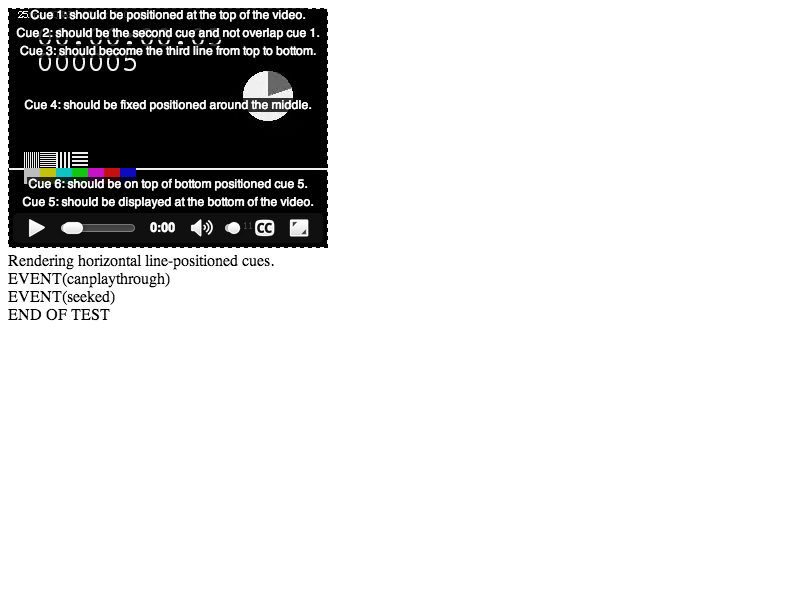 Cue 1: should be positioned at the top of the video.
Cue 2: should be the second cue and not overlap cue 1.
Cue 3: should become the third line from top to bottom.
000005
Cue 4: should be fixed positioned around the middle.
Cue 6: should be on top of bottom positioned cue 5.
Cue 5: should be displayed at the bottom of the video.
0:00
CC
Rendering horizontal line-positioned cues.
EVENT(canplaythrough)
EVENT(seeked)
END OF TEST